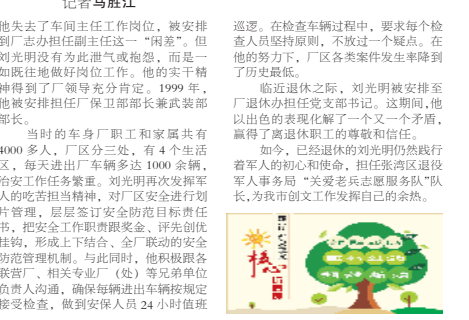 记者马胜江
他失去了车间主任工作岗位，被安排
到厂志办担任副主任这一“闲差”。但
刘光明没有为此泄气或抱怨，而是一
如既往地做好岗位工作。他的实干精
神得到了厂领导充分肯定。1999年，
他被安排担任厂保卫部部长兼武装部
部长。
当时的车身厂职工和家属共有
4000多人，厂区分三处，有4个生活
区，每天进出厂车辆多达1000余辆，
治安工作任务繁重。刘光明再次发挥军
人的吃苦担当精神，对厂区安全进行划
片管理，层层签订安全防范目标责任
书，把安全工作职责跟奖金、评先创优
挂钩，形成上下结合、全厂联动的安全
防范管理机制。与此同时，他积极跟各
联营厂、相关专业厂（处）等兄弟单位
负责人沟通，确保每辆进出车辆按规定
接受检查，做到安保人员24小时值班
巡逻。在检查车辆过程中，要求每个检
查人员坚持原则，不放过一个疑点。在
他的努力下，厂区各类案件发生率降到
了历史最低。
临近退休之际，刘光明被安排至
厂退休办担任党支部书记。这期间，他
以出色的表现化解了一个又一个矛盾，
赢得了离退休职工的尊敬和信任。
如今，已经退休的刘光明仍然践行
着军人的初心和使命，担任张湾区退役
军人事务局“关爱老兵志愿服务队”队
长，为我市创文工作发挥自己的余热。
核心